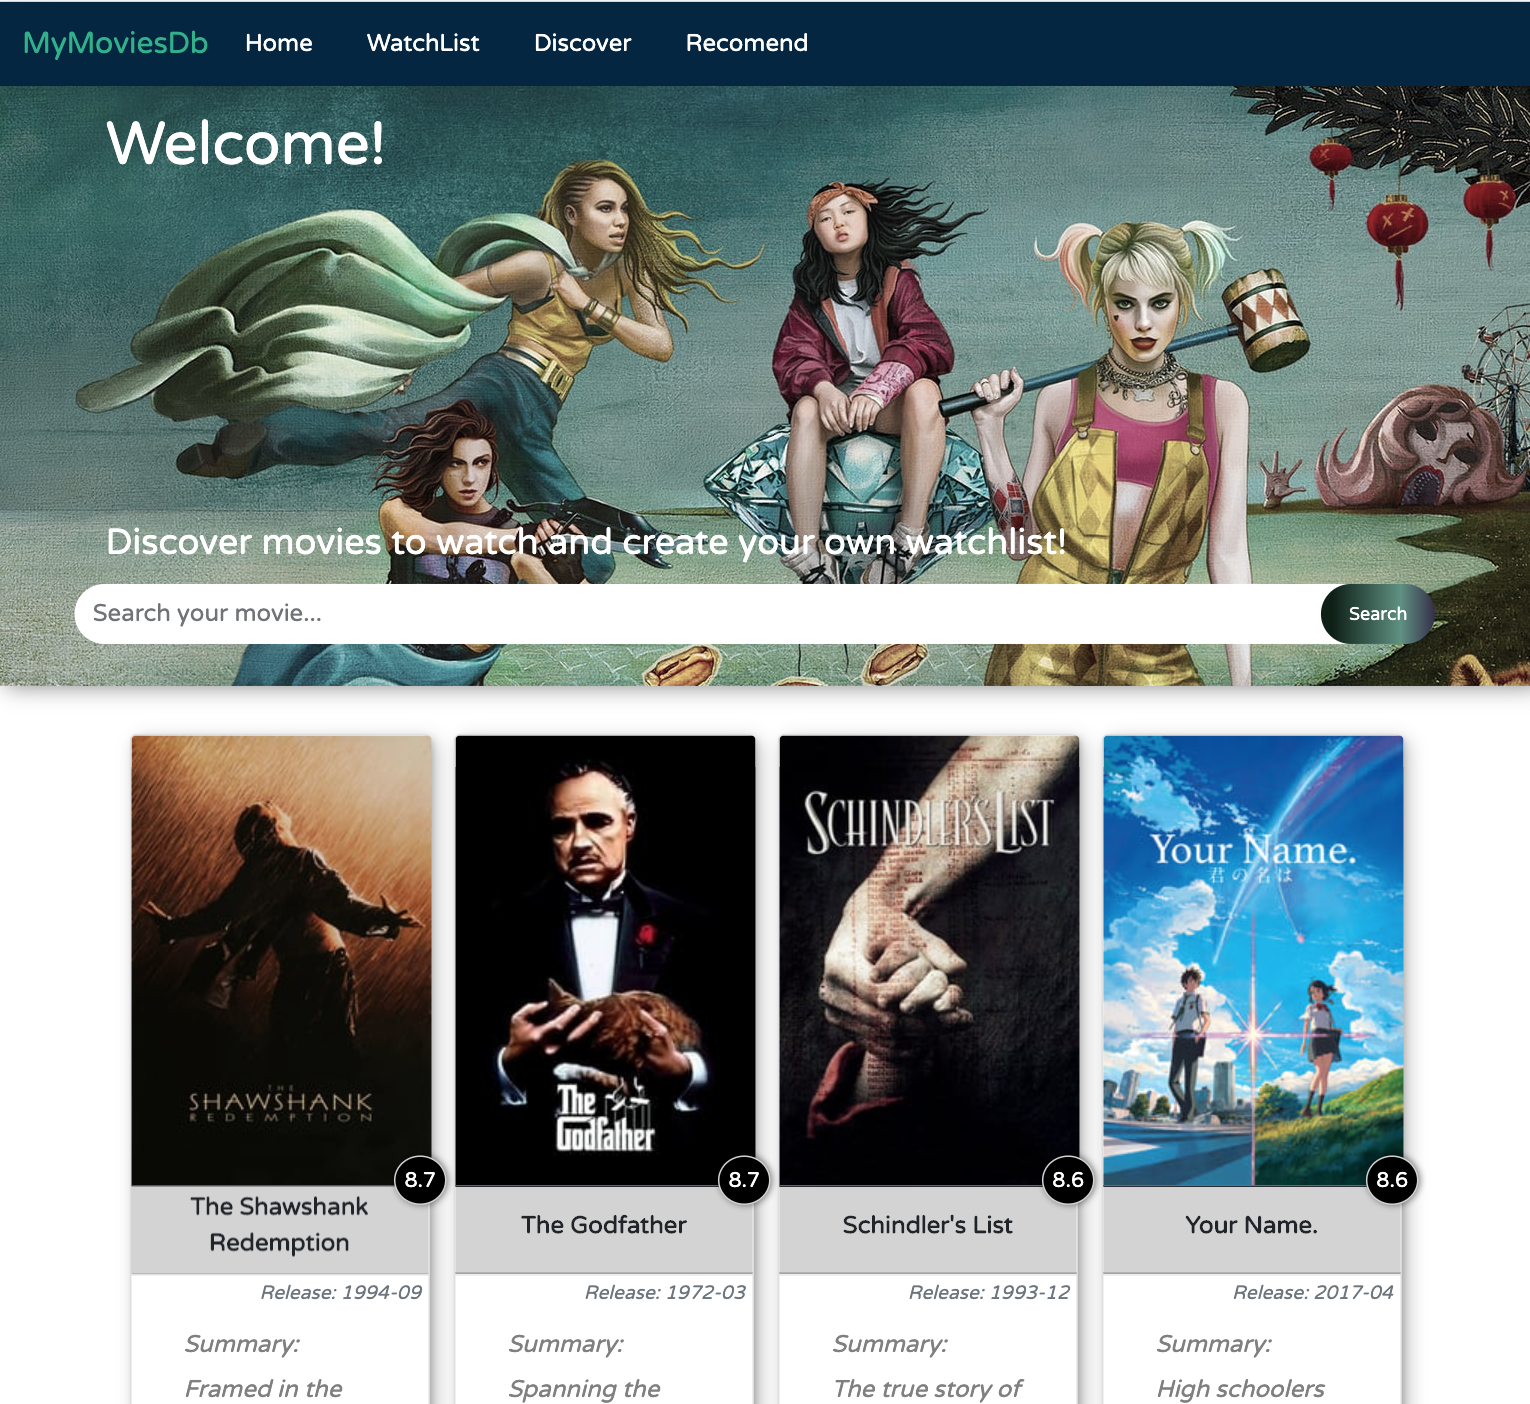 MyMoviesDb Home WatchList Discover Recomend
Welcome!
Discover movies to watch and create your own watchlist!
Search your movie... Search
SCHINDLER'S LIST
Your Name.
君の名は
THE
SHAWSHANK
REDEMPTION
The
Godfather
8.7 8.7 8.6 8.6
The Shawshank
Redemption
The Godfather
Schindler's List
Your Name.
Release: 1994-09
Release: 1972-03
Release: 1993-12
Release: 2017-04
Summary:
Framed in the
Summary:
Spanning the
Summary:
The true story of
Summary:
High schoolers